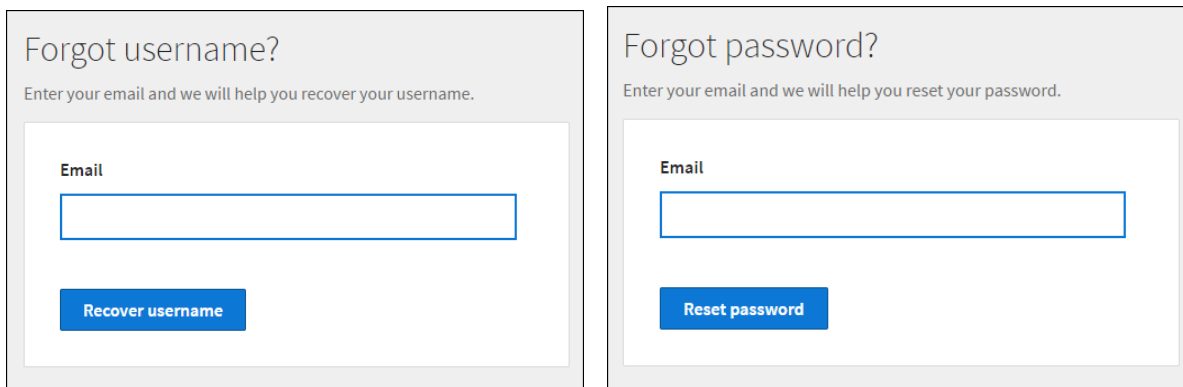 Forgot username?
Enter your email and we will help you recover your username.
Email
Recover username
Forgot password?
Enter your email and we will help you reset your password.
Email
Reset password